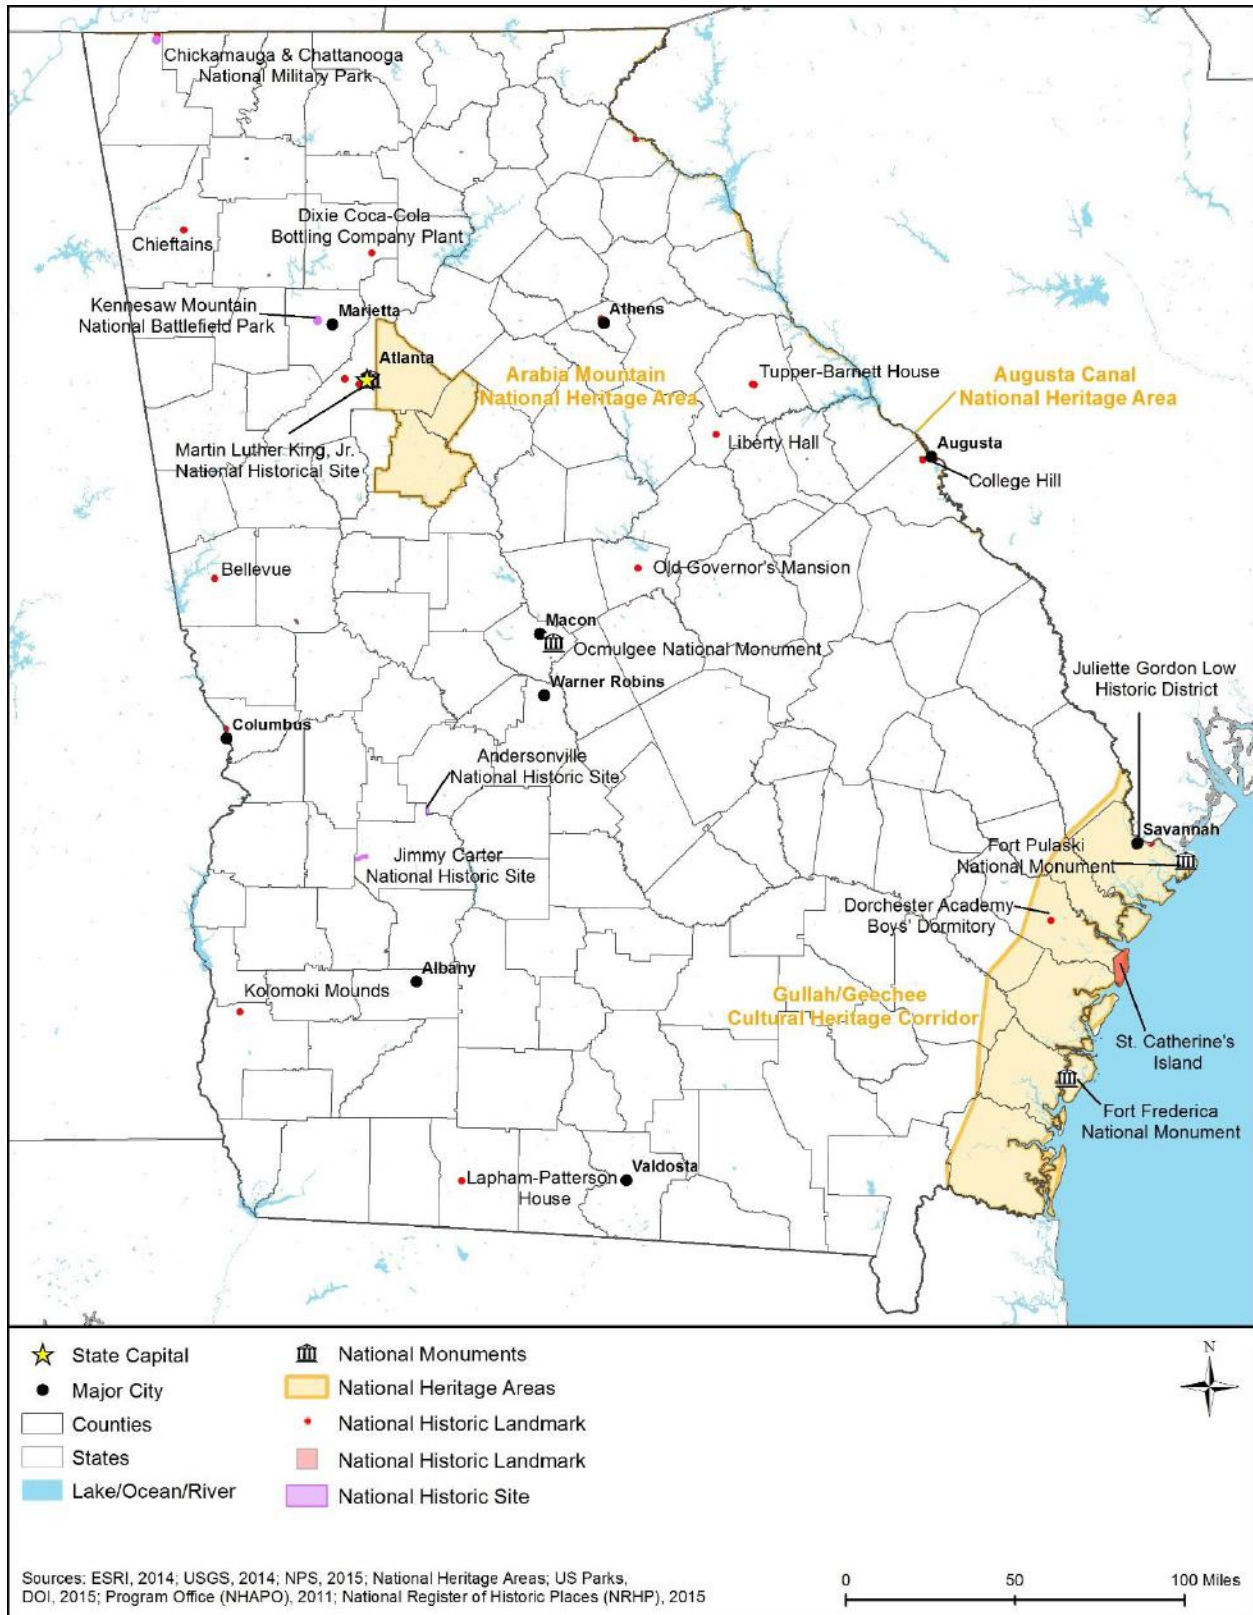 Chickamauga & Chattanooga
National Military Park
Dixie Coca-Cola
Bottling Company Plant
Chieftains
Kennesaw Mountain
National Battlefield Park
Marietta
Athens
Atlanta
Arabia Mountain
National Heritage Area
Tupper-Barnett House
Augusta Canal
National Heritage Area
Martin Luther King, Jr.
National Historical Site
Liberty Hall
Augusta
College Hill
Bellevue
Old Governor's Mansion
Macon
Ocmulgee National Monument
Juliette Gordon Low
Historic District
Warner Robins
Columbus
Andersonville
National Historic Site
Savannah
Fort Pulaski
National Monument
Jimmy Carter
National Historic Site
Dorchester Academy
Boys' Dormitory
Albany
Kolomoki Mounds
Gullah/Geechee
Cultural Heritage Corridor
St. Catherine's
Island
Fort Frederica
National Monument
Valdosta
Lapham-Patterson
House
State Capital
Major City
Counties
States
Lake/Ocean/River
National Monuments
National Heritage Areas
National Historic Landmark
National Historic Landmark
National Historic Site
N
Sources: ESRI, 2014; USGS, 2014; NPS, 2015; National Heritage Areas; US Parks,
DOI, 2015; Program Office (NHAPO), 2011; National Register of Historic Places (NRHP), 2015
0 50 100 Miles